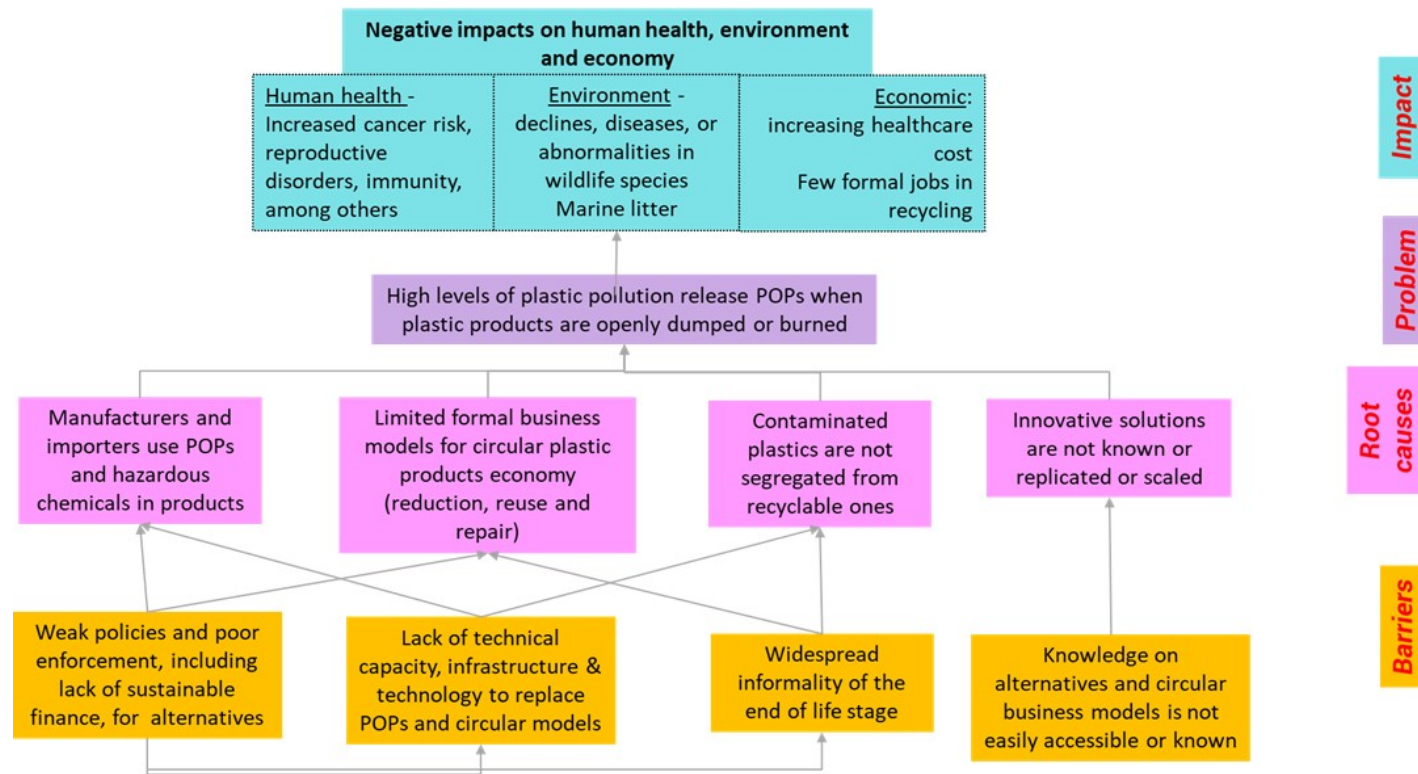 Negative impacts on human health, environment
and economy
Human health -
Increased cancer risk,
reproductive
disorders, immunity,
among others
Environment -
declines, diseases, or
abnormalities in
wildlife species
Marine litter
Economic:
increasing healthcare
cost
Few formal jobs in
recycling
Impact
High levels of plastic pollution release POPs when
plastic products are openly dumped or burned
Problem
Manufacturers and
importers use POPs
and hazardous
chemicals in products
Limited formal business
models for circular plastic
products economy
(reduction, reuse and
repair)
Contaminated
plastics are not
segregated from
recyclable ones
Innovative solutions
are not known or
replicated or scaled
Root
causes
Weak policies and poor
enforcement, including
lack of sustainable
finance, for alternatives
Lack of technical
capacity, infrastructure &
technology to replace
POPs and circular models
Widespread
informality of the
end of life stage
Knowledge on
alternatives and circular
business models is not
easily accessible or known
Barriers